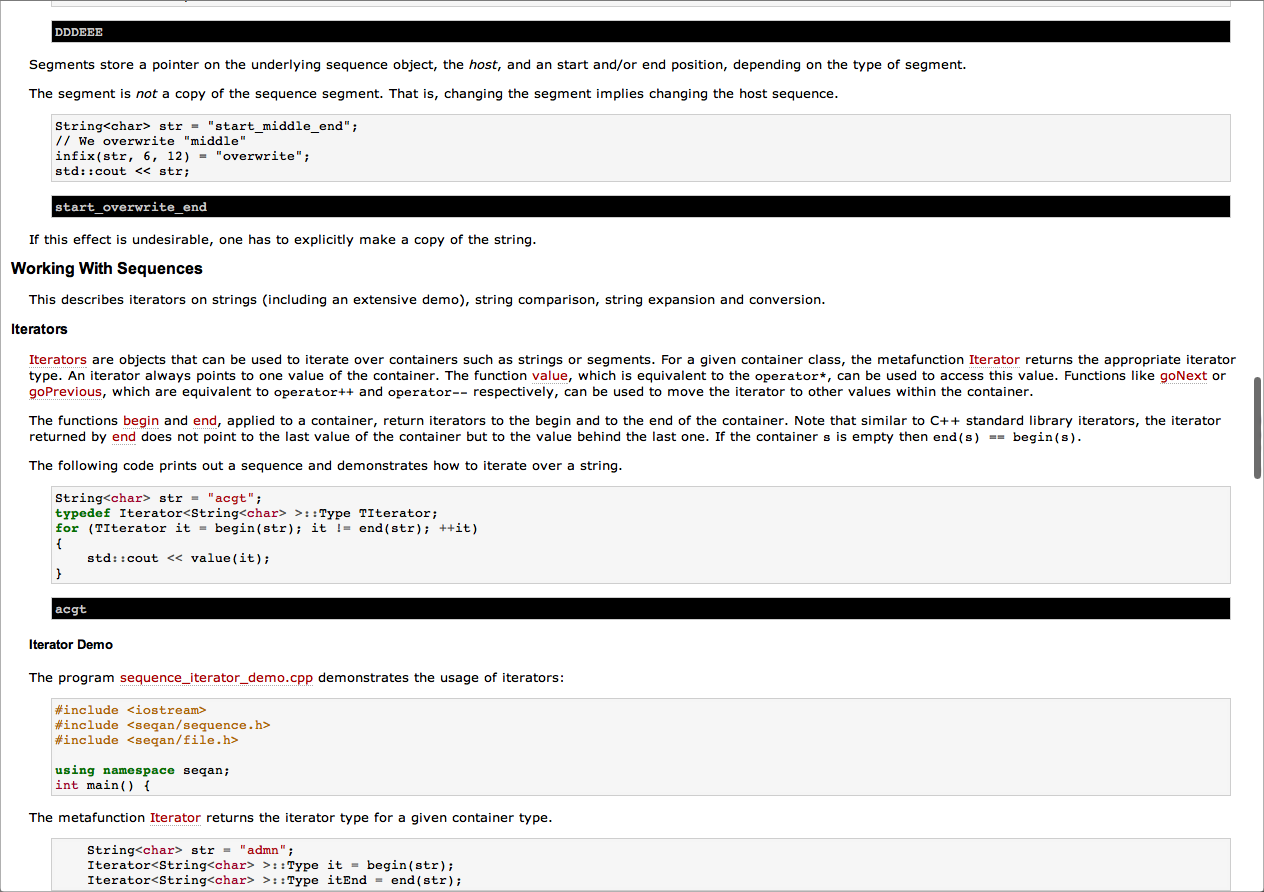 DDDEEE
Segments store a pointer on the underlying sequence object, the host, and an start and/or end position, depending on the type of segment.
The segment is not a copy of the sequence segment. That is, changing the segment implies changing the host sequence.
String<char> str = "start_middle_end";
// We overwrite "middle"
infix(str, 6, 12) = "overwrite";
std::cout << str;
start_overwrite_end
If this effect is undesirable, one has to explicitly make a copy of the string.
Working With Sequences
This describes iterators on strings (including an extensive demo), string comparison, string expansion and conversion.
Iterators
Iterators are objects that can be used to iterate over containers such as strings or segments. For a given container class, the metafunction Iterator returns the appropriate iterator
type. An iterator always points to one value of the container. The function value, which is equivalent to the operator*, can be used to access this value. Functions like goNext or
goPrevious, which are equivalent to operator++ and operator-- respectively, can be used to move the iterator to other values within the container.
The functions begin and end, applied to a container, return iterators to the begin and to the end of the container. Note that similar to C++ standard library iterators, the iterator
returned by end does not point to the last value of the container but to the value behind the last one. If the container s is empty then end(s) == begin(s).
The following code prints out a sequence and demonstrates how to iterate over a string.
String<char> str = "acgt";
typedef Iterator<String<char> >::Type TIterator;
for (TIterator it = begin(str); it != end(str); ++it)
{
    std::cout << value(it);
}
acgt
Iterator Demo
The program sequence_iterator_demo.cpp demonstrates the usage of iterators:
#include <iostream>
#include <seqan/sequence.h>
#include <seqan/file.h>
using namespace seqan;
int main() {
The metafunction Iterator returns the iterator type for a given container type.
    String<char> str = "admn";
    Iterator<String<char> >::Type it = begin(str);
    Iterator<String<char> >::Type itEnd = end(str);